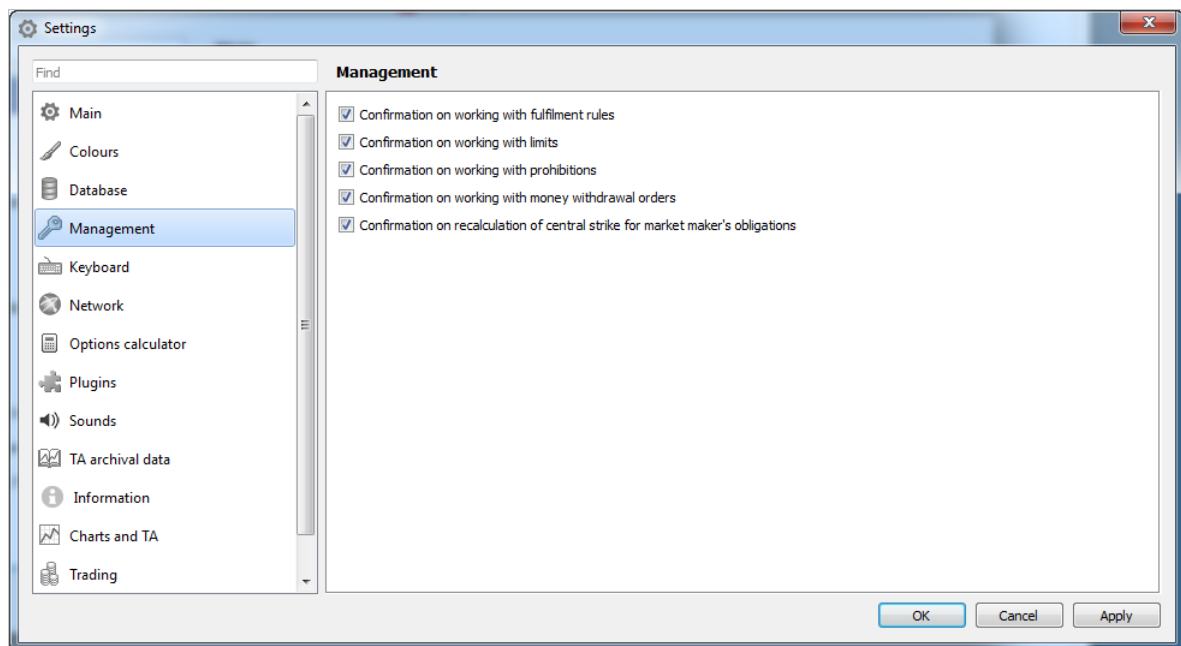 Settings
Find
Management
Main
Colours
Database
Management
Keyboard
Network
Options calculator
Plugins
Sounds
TA archival data
Information
Charts and TA
Trading
Confirmation on working with fulfilment rules
Confirmation on working with limits
Confirmation on working with prohibitions
Confirmation on working with money withdrawal orders
Confirmation on recalculation of central strike for market maker's obligations
OK
Cancel
Apply